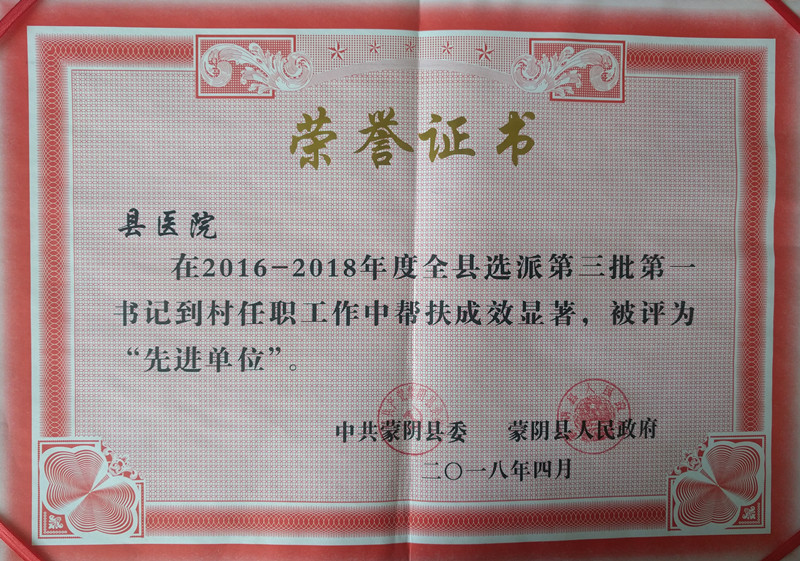 荣誉证书
县医院
在2016-2018年度全县选派第三批第一
书记到村任职工作中帮扶成效显著，被评为
“先进单位”。
中共蒙阴县委 蒙阴县人民政府
二〇一八年四月